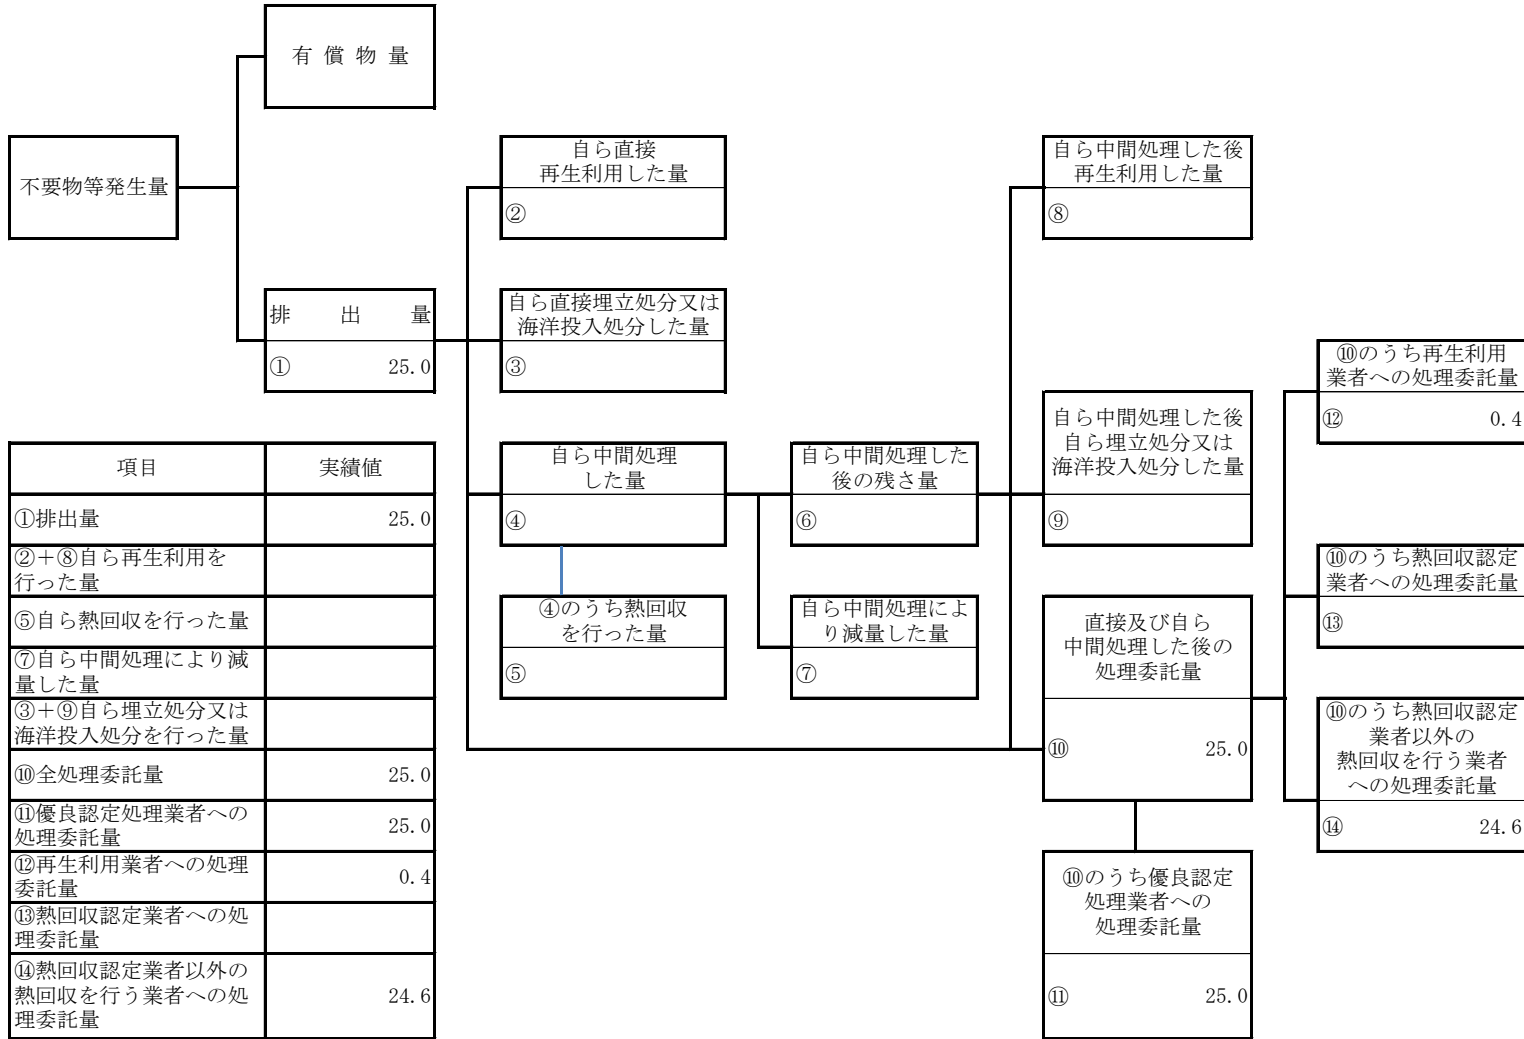 有 償 物 量
不要物等発生量
排 出 量
① 25.0
自ら直接
再生利用した量
②
自ら直接埋立処分又は
海洋投入処分した量
③
自ら中間処理
した量
④
④のうち熱回収
を行った量
⑤
自ら中間処理した
後の残さ量
⑥
自ら中間処理によ
り減量した量
⑦
自ら中間処理した後
再生利用した量
⑧
自ら中間処理した後
自ら埋立処分又は
海洋投入処分した量
⑨
直接及び自ら
中間処理した後の
処理委託量
⑩ 25.0
⑩のうち優良認定
処理業者への
処理委託量
⑪ 25.0
⑩のうち再生利用
業者への処理委託量
⑫ 0.4
⑩のうち熱回収認定
業者への処理委託量
⑬
⑩のうち熱回収認定
業者以外の
熱回収を行う業者
への処理委託量
⑭ 24.6
項目 実績値
①排出量 25.0
②＋⑧自ら再生利用を
行った量
⑤自ら熱回収を行った量
⑦自ら中間処理により減
量した量
③＋⑨自ら埋立処分又は
海洋投入処分を行った量
⑩全処理委託量 25.0
⑪優良認定処理業者への
処理委託量 25.0
⑫再生利用業者への処理
委託量 0.4
⑬熱回収認定業者への処
理委託量
⑭熱回収認定業者以外の
熱回収を行う業者への処 24.6
理委託量